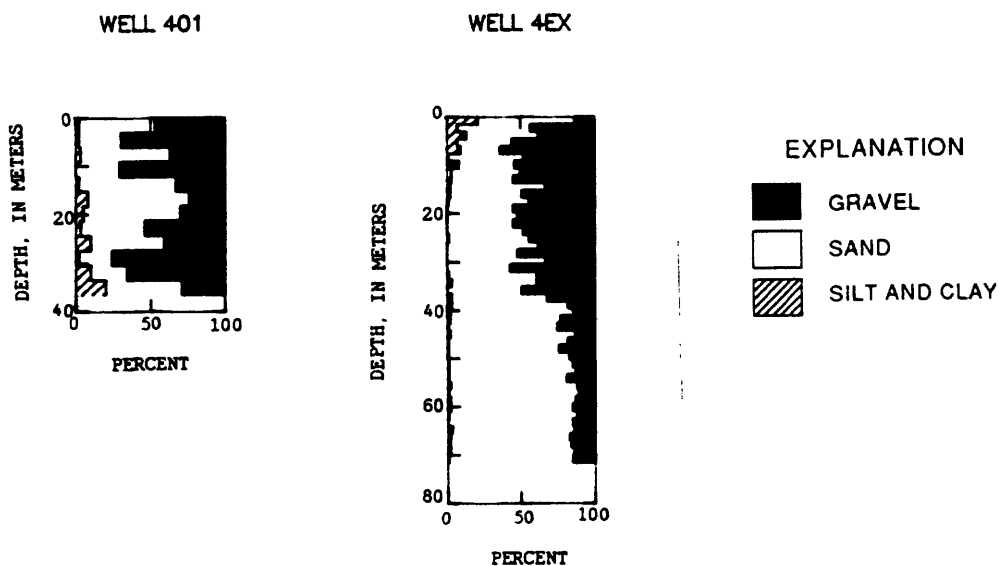 WELL 401
WELL 4EX
DEPTH, IN METERS
0
20
40
0 50 100
PERCENT
DEPTH, IN METERS
0
20
40
60
80
0 50 100
PERCENT
EXPLANATION
GRAVEL
SAND
SILT AND CLAY